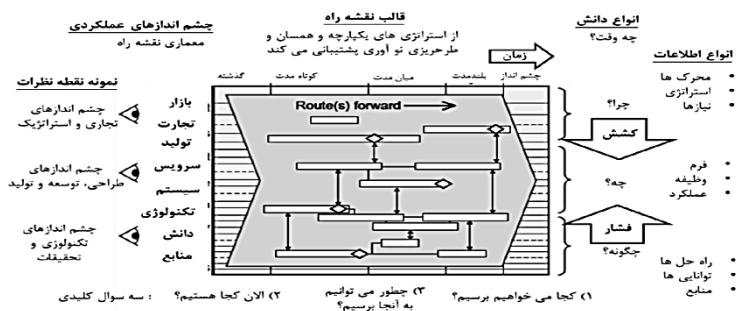 چشم اندازهای عملکردی
معماری نقشه راه
قالب نقشه راه
از استراتژی های یکپارچه و همسان و
طرحریزی نو آوری پشتیبانی می کند
انواع دانش
چه وقت؟
زمان
انواع اطلاعات
محرک ها
استراتژی
نیازها
فرم
وظیفه
عملکرد
راه حل ها
توانایی ها
منابع
نمونه نقطه نظرات
چشم اندازهای
تجاری و استراتژیک
چشم اندازهای
طراحی، توسعه و تولید
چشم اندازهای
تکنولوژی و
تحقیقات
بازار
تجارت
تولید
سرویس
سیستم
تکنولوژی
دانش
منابع
گذشته
کوتاه مدت
میان مدت
بلندمدت
چشم انداز
Route(s) forward
چرا؟
کشش
چه؟
فشار
چگونه؟
سه سوال کلیدی :
۱) کجا می خواهیم برسیم؟
۲) الان کجا هستیم؟
۳) چطور می توانیم
به آنجا برسیم؟